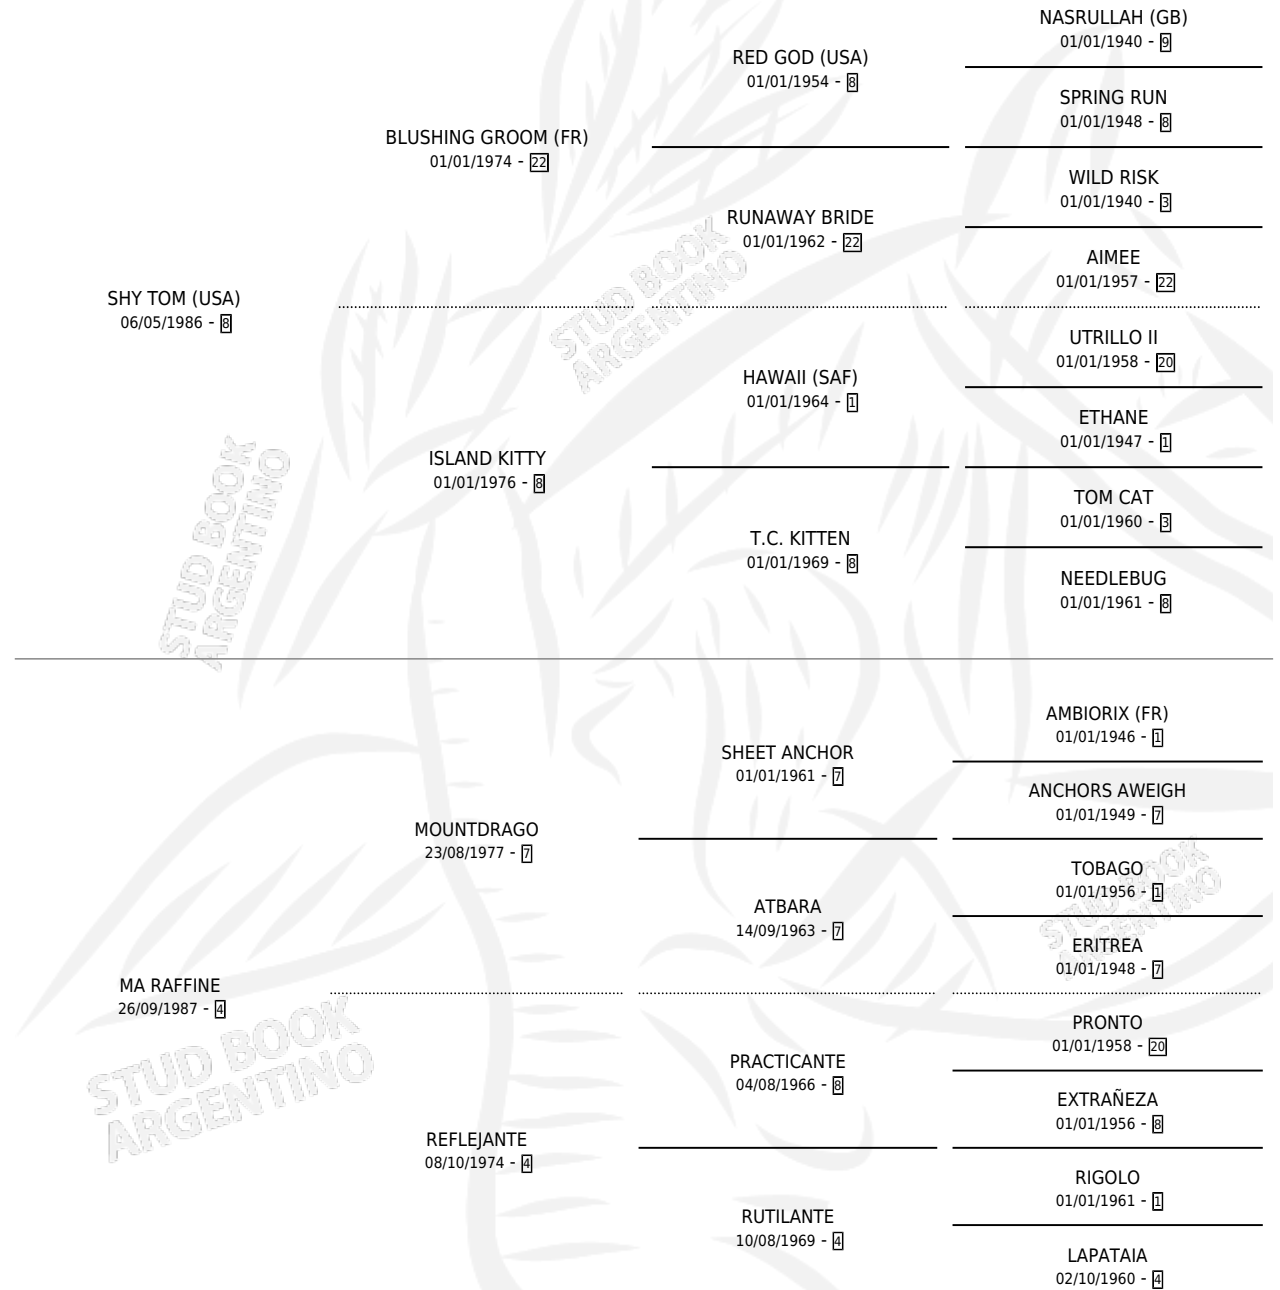 NASRULLAH (GB)
01/01/1940 - 9
RED GOD (USA)
01/01/1954 - 8
SPRING RUN
01/01/1948 - 8
BLUSHING GROOM (FR)
01/01/1974 - 22
WILD RISK
01/01/1940 - 3
RUNAWAY BRIDE
01/01/1962 - 22
AIMEE
01/01/1957 - 22
SHY TOM (USA)
06/05/1986 - 8
UTRILLO II
01/01/1958 - 20
HAWAII (SAF)
01/01/1964 - 1
ETHANE
01/01/1947 - 1
ISLAND KITTY
01/01/1976 - 8
TOM CAT
01/01/1960 - 3
T.C. KITTEN
01/01/1969 - 8
NEEDLEBUG
01/01/1961 - 8
AMBIORIX (FR)
01/01/1946 - 1
SHEET ANCHOR
01/01/1961 - 7
ANCHORS AWEIGH
01/01/1949 - 7
MOUNTDRAGO
23/08/1977 - 7
TOBAGO
01/01/1956 - 1
ATBARA
14/09/1963 - 7
ERITREA
01/01/1948 - 7
MA RAFFINE
26/09/1987 - 4
PRONTO
01/01/1958 - 20
PRACTICANTE
04/08/1966 - 8
EXTRAÑEZA
01/01/1956 - 8
REFLEJANTE
08/10/1974 - 4
RIGOLO
01/01/1961 - 1
RUTILANTE
10/08/1969 - 4
LAPATAIA
02/10/1960 - 4
STUD BOOK
ARGENTINO
STUD BOOK
ARGENTINO
STUD BOOK
ARGENTINO
STUD BOOK
ARGENTINO